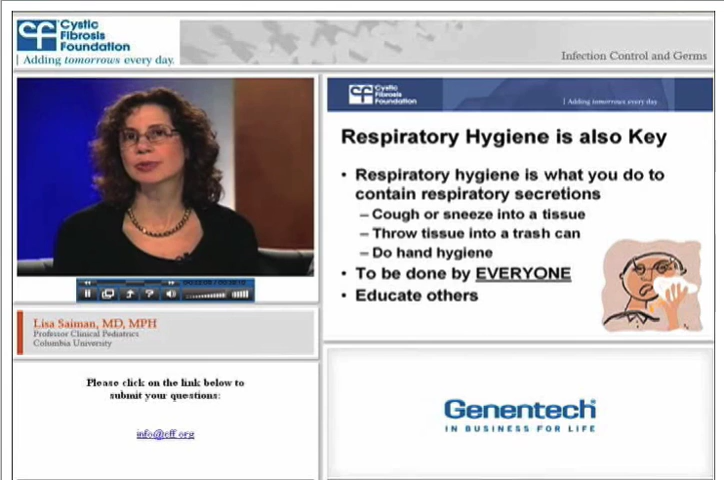 Cystic
Fibrosis
Foundation
Adding tomorrows every day.
Infection Control and Germs
Cystic
Fibrosis
Foundation
Adding tomorrows every day.
Respiratory Hygiene is also Key
• Respiratory hygiene is what you do to
contain respiratory secretions
– Cough or sneeze into a tissue
– Throw tissue into a trash can
– Do hand hygiene
• To be done by EVERYONE
• Educate others
Lisa Saiman, MD, MPH
Professor Clinical Pediatrics
Columbia University
Please click on the link below to
submit your questions:
info@cff.org
Genentech
IN BUSINESS FOR LIFE